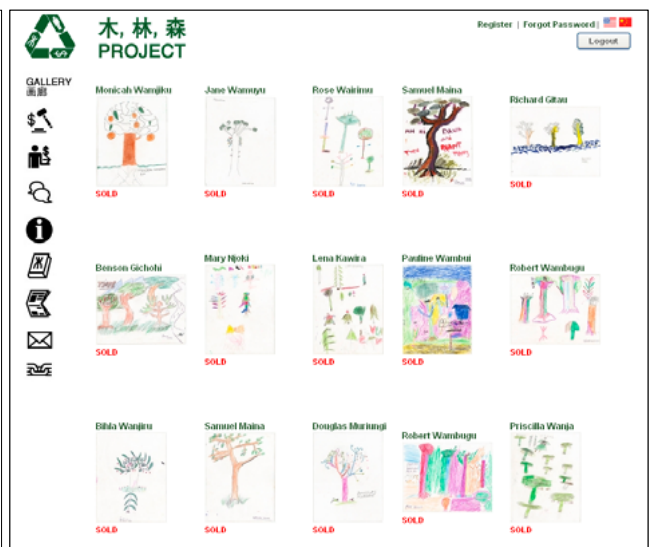 木, 林, 森
PROJECT
Register | Forgot Password |
Logout
GALLERY
画廊
Monicah Wamjiku
Jane Wamuyu
Rose Wairimu
Samuel Maina
Richard Gitau
SOLD
SOLD
SOLD
SOLD
SOLD
Benson Gichohi
Mary Njoki
Lena Kawira
Pauline Wambui
Robert Wambugu
SOLD
SOLD
SOLD
SOLD
SOLD
Bihla Wanjiru
Samuel Maina
Douglas Muriungi
Robert Wambugu
Priscilla Wanja
SOLD
SOLD
SOLD
SOLD
SOLD